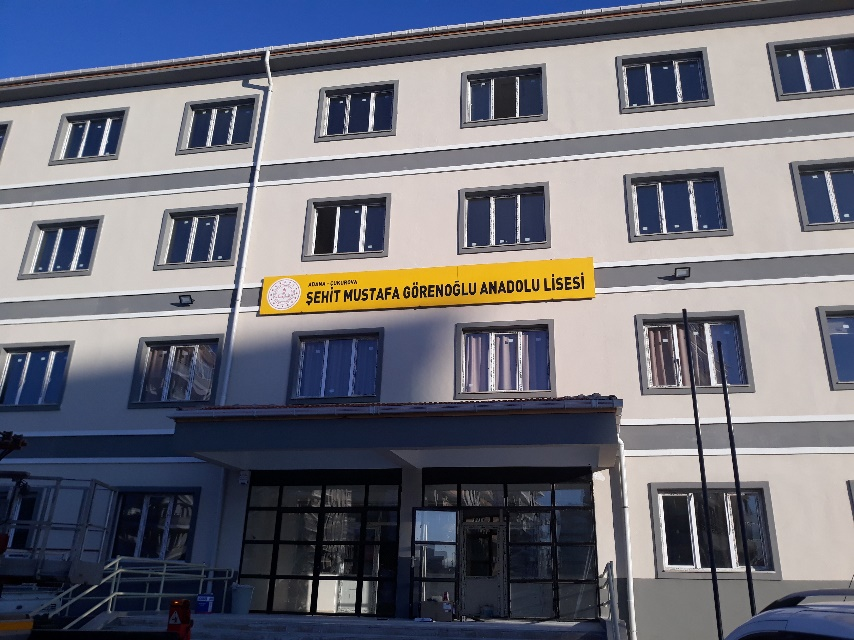 ADANA - ÇUKUROVA
ŞEHİT MUSTAFA GÖRENOĞLU ANADOLU LİSESİ